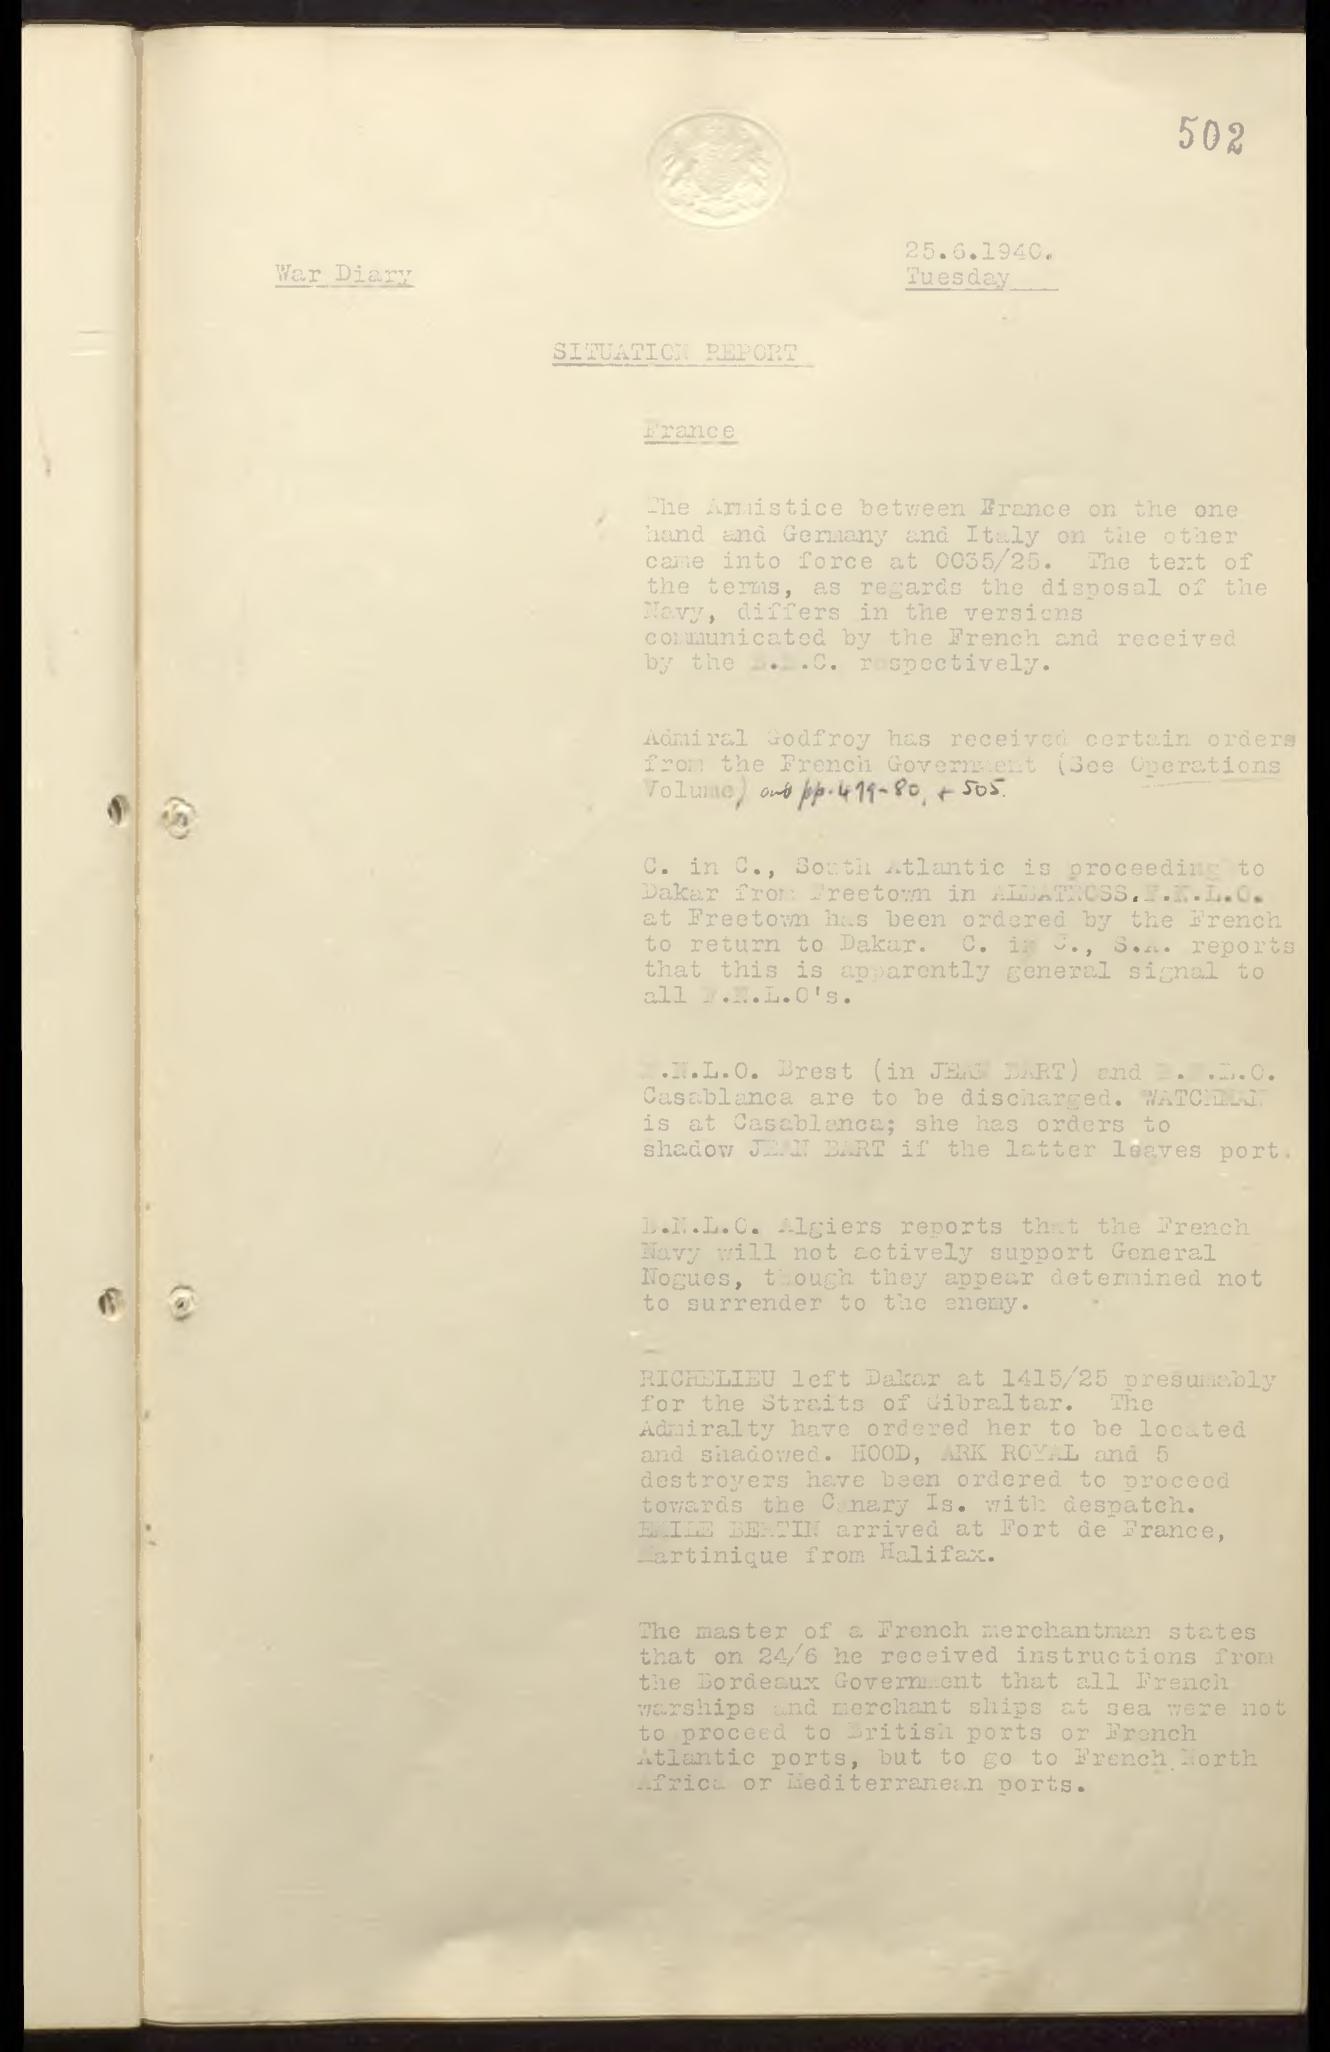 502
25.6.1940.
War Diary
Tuesday
SITUATION REPORT
France
The Armistice between France on the one
hand and Germany and Italy on the other
came into force at 0035/25. The text of
the terms, as regards the disposal of the
Navy, differs in the versions
communicated by the French and received
by the B.B.C. respectively.
Admiral Godfroy has received certain orders
from the French Government (See Operations
Volume) and pp. 479-80, + 505.
C. in C., South Atlantic is proceeding to
Dakar from Freetown in ALBATROSS. F.N.L.O.
at Freetown has been ordered by the French
to return to Dakar. C. in C., S.A. reports
that this is apparently general signal to
all F.N.L.O's.
B.N.L.O. Brest (in JEAN BART) and B.N.L.O.
Casablanca are to be discharged. WATCHMAN
is at Casablanca; she has orders to
shadow JEAN BART if the latter leaves port.
B.N.L.O. Algiers reports that the French
Navy will not actively support General
Nogues, though they appear determined not
to surrender to the enemy.
RICHELIEU left Dakar at 1415/25 presumably
for the Straits of Gibraltar. The
Admiralty have ordered her to be located
and shadowed. HOOD, ARK ROYAL and 5
destroyers have been ordered to proceed
towards the Canary Is. with despatch.
EMILE BERTIN arrived at Fort de France,
Martinique from Halifax.
The master of a French merchantman states
that on 24/6 he received instructions from
the Bordeaux Government that all French
warships and merchant ships at sea were not
to proceed to British ports or French
Atlantic ports, but to go to French North
Africa or Mediterranean ports.